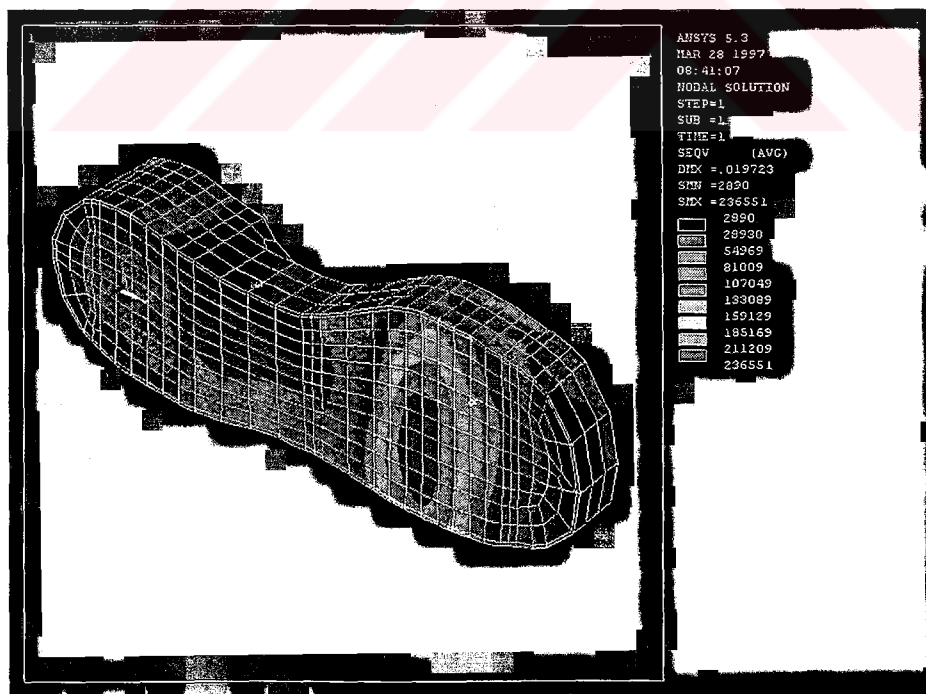 1
ANSYS 5.3
MAR 28 1997
08:41:07
NODAL SOLUTION
STEP=1
SUB =1
TIME=1
SEQV (AVG)
DMX =.019723
SMN =2890
SMX =236551
2890
28930
54969
81009
107049
133089
159129
185169
211209
236551